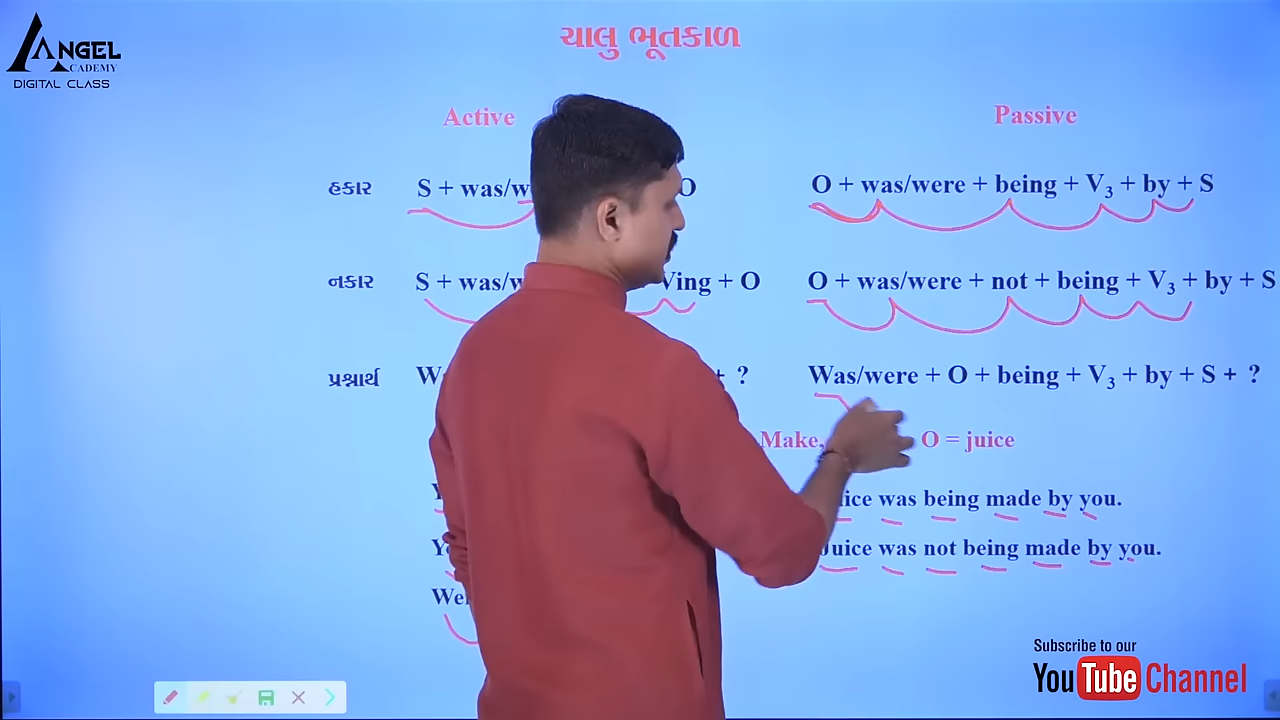 ANGEL
ACADEMY
DIGITAL CLASS
ચાલુ ભૂતકાળ
Active Passive
હકાર S + was/w O O + was/were + being + V3 + by + S
નકાર S + was/w Ving + O O + was/were + not + being + V3 + by + S
પ્રશ્નાર્થ W + ? Was/were + O + being + V3 + by + S + ?
Make, O = juice
was being made by you.
Juice was not being made by you.
Subscribe to our
YouTube Channel